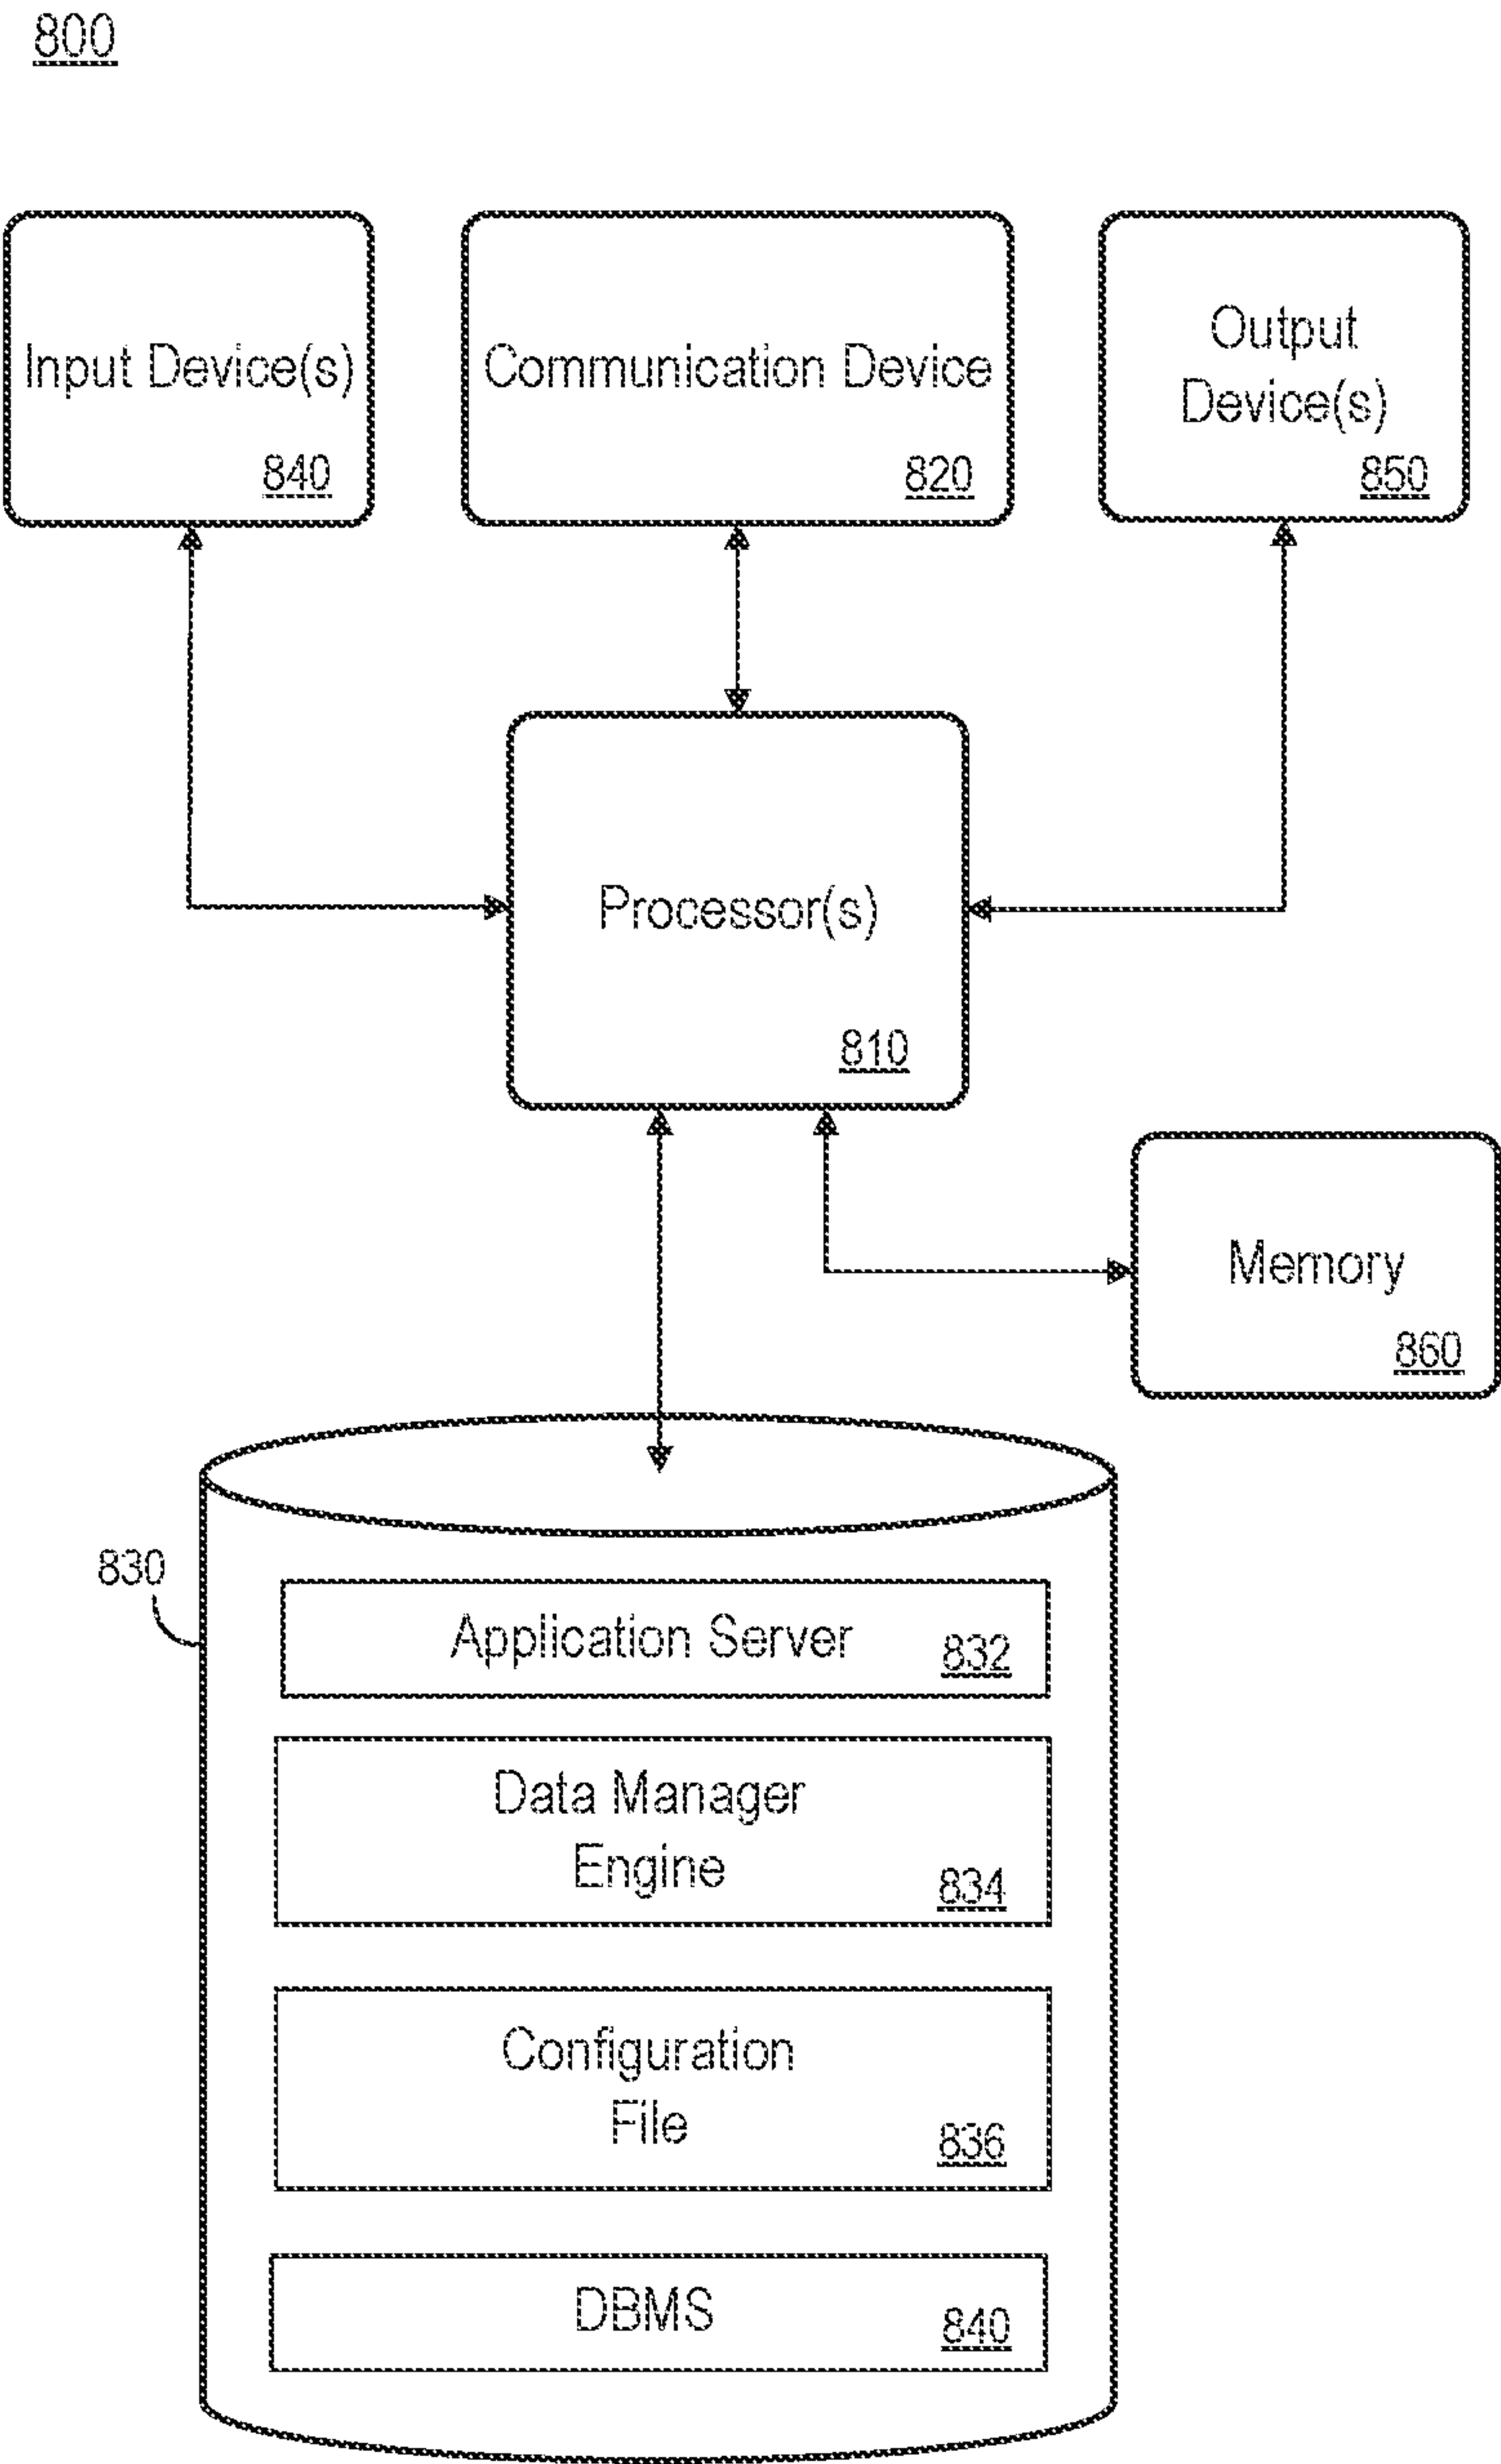 800
Input Device(s)
840
Communication Device
820
Output
Device(s)
850
Processor(s)
810
Memory
860
830
Application Server
832
Data Manager
Engine
834
Configuration
File
836
DBMS
840